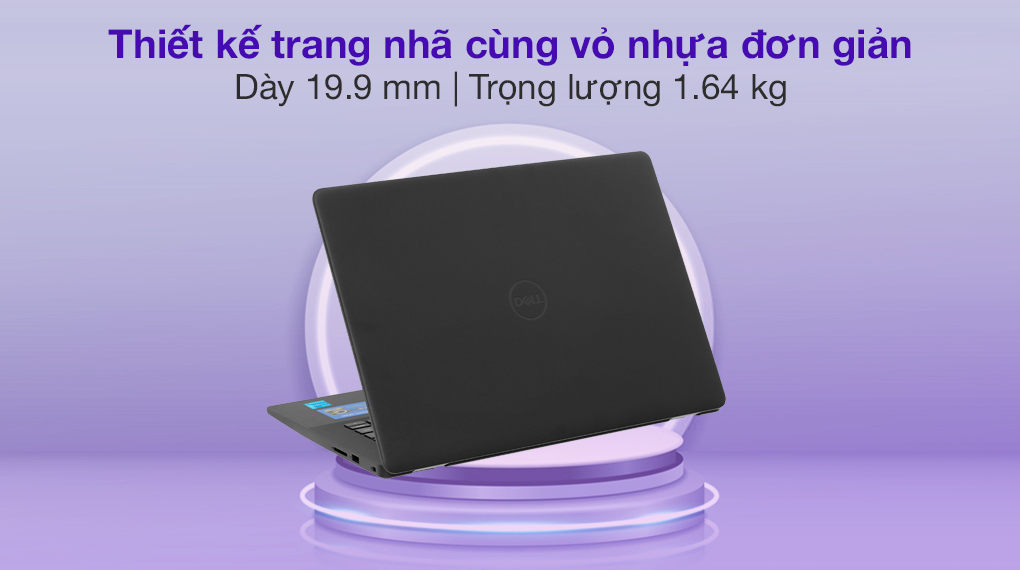 Thiết kế trang nhã cùng vỏ nhựa đơn giản
Dày 19.9 mm | Trọng lượng 1.64 kg
DELL